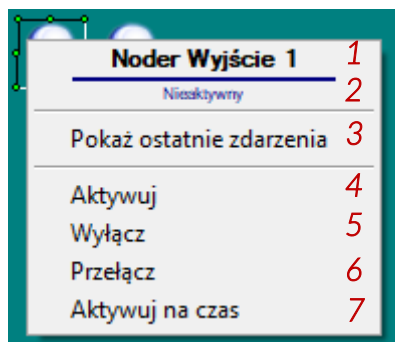 Noder Wyjście 1 1
Nieaktywny 2
Pokaż ostatnie zdarzenia 3
Aktywuj 4
Wyłącz 5
Przełącz 6
Aktywuj na czas 7